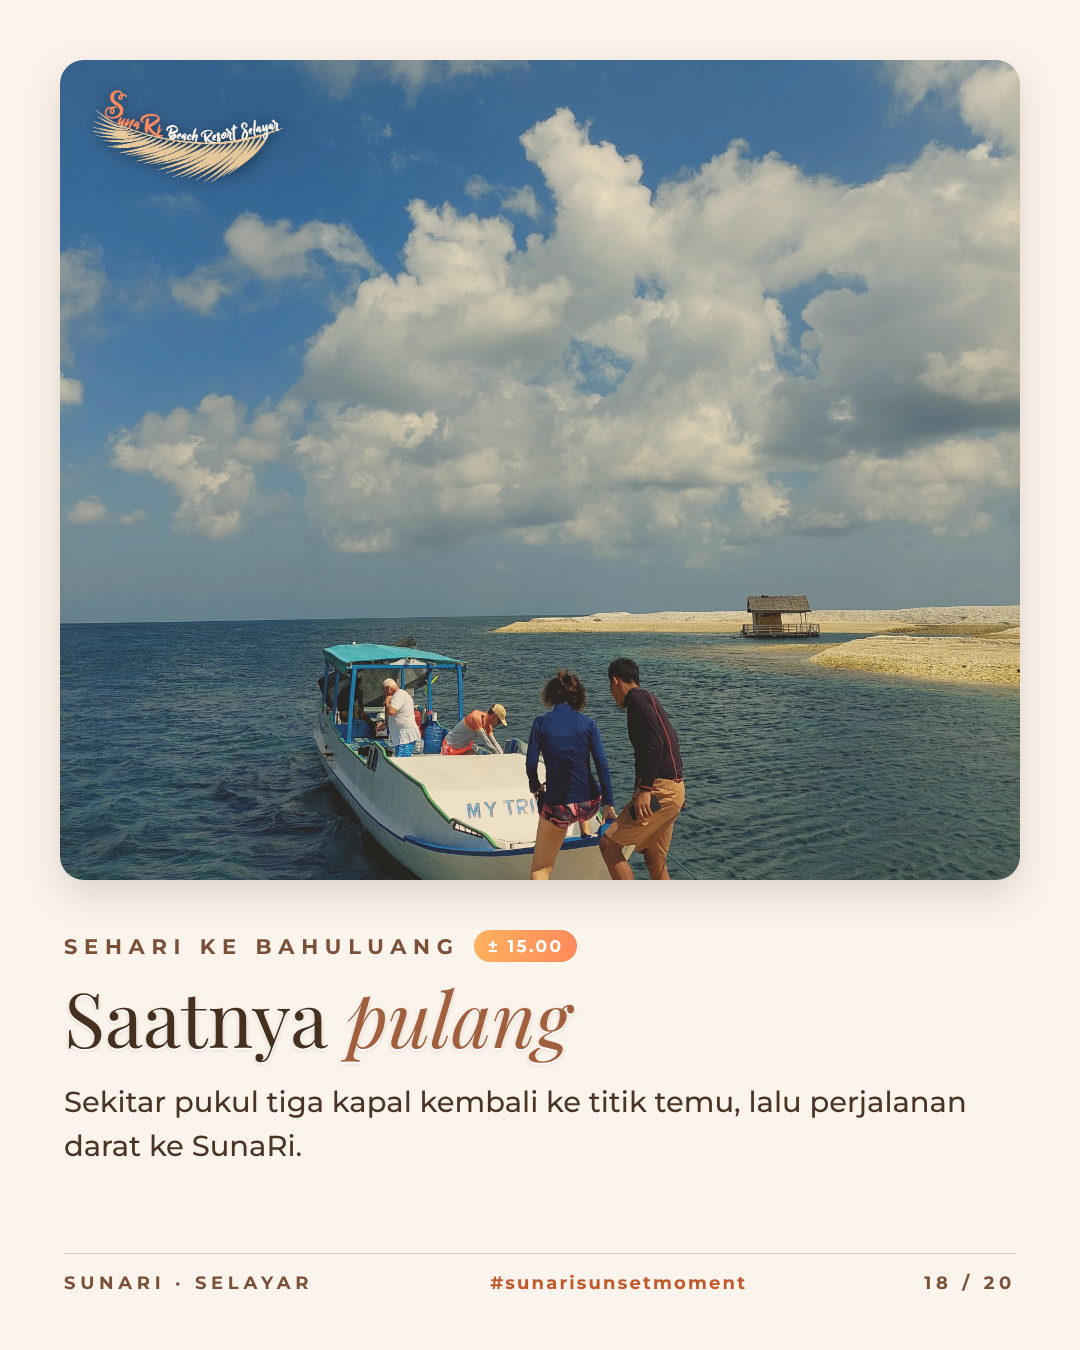 SunaRi Beach Resort Selayar
MY TRI
SEHARI KE BAHULUANG ± 15.00
Saatnya pulang
Sekitar pukul tiga kapal kembali ke titik temu, lalu perjalanan
darat ke SunaRi.
SUNARI · SELAYAR #sunarisunsetmoment 18 / 20